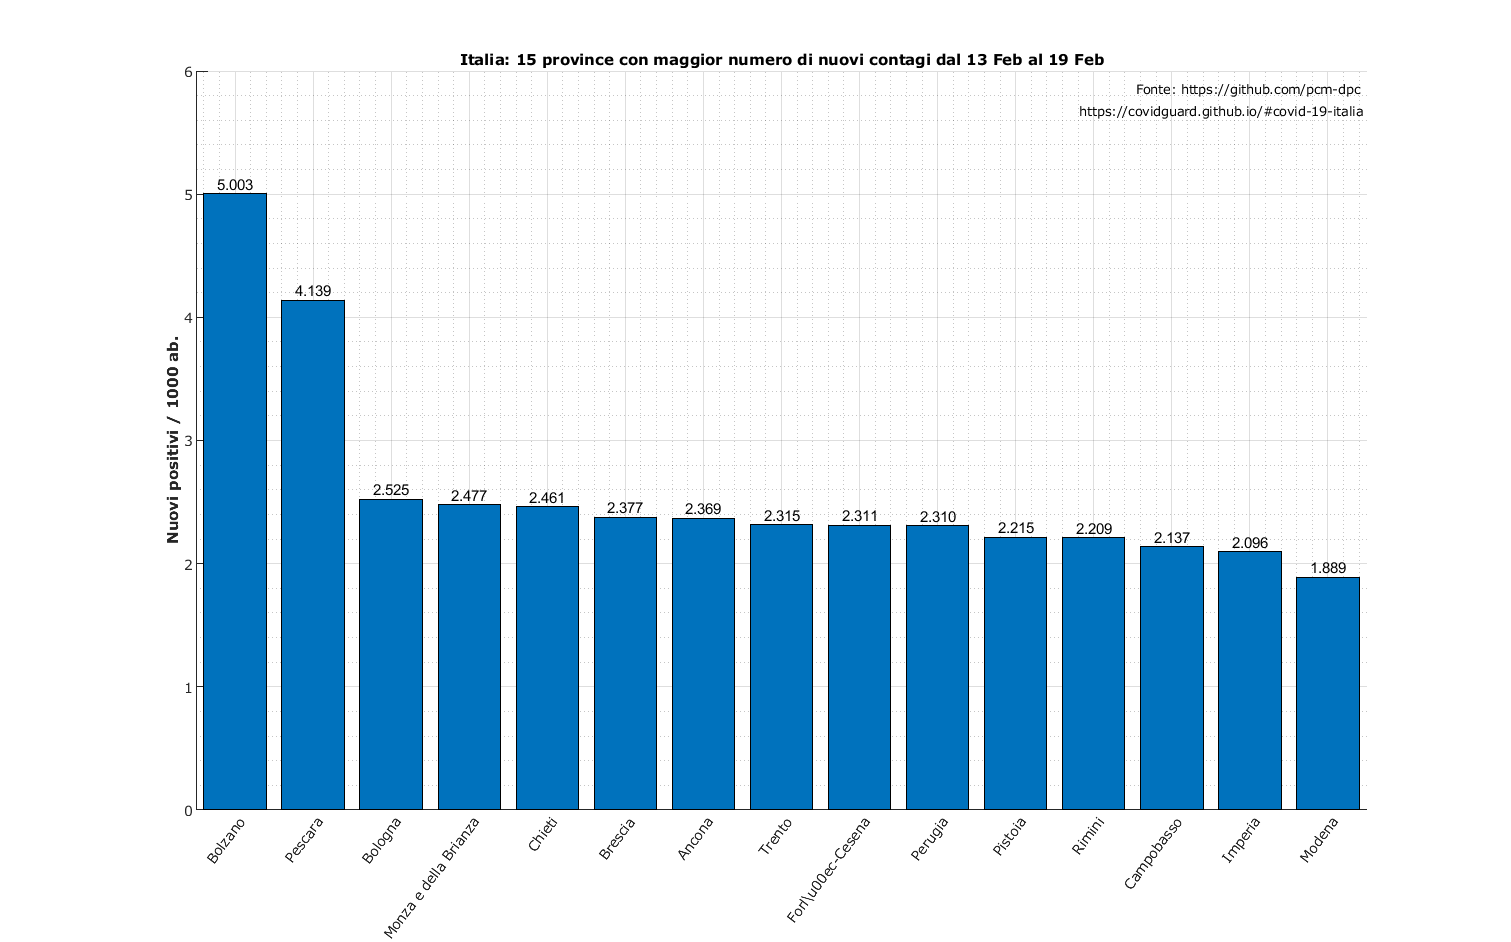 Italia: 15 province con maggior numero di nuovi contagi dal 13 Feb al 19 Feb
Fonte: https://github.com/pcm-dpc
https://covidguard.github.io/#covid-19-italia
Nuovi positivi / 1000 ab.
6
5
4
3
2
1
0
5.003
4.139
2.525
2.477
2.461
2.377
2.369
2.315
2.311
2.310
2.215
2.209
2.137
2.096
1.889
Bolzano
Pescara
Bologna
Monza e della Brianza
Chieti
Brescia
Ancona
Trento
Forl\u00ec-Cesena
Perugia
Pistoia
Rimini
Campobasso
Imperia
Modena